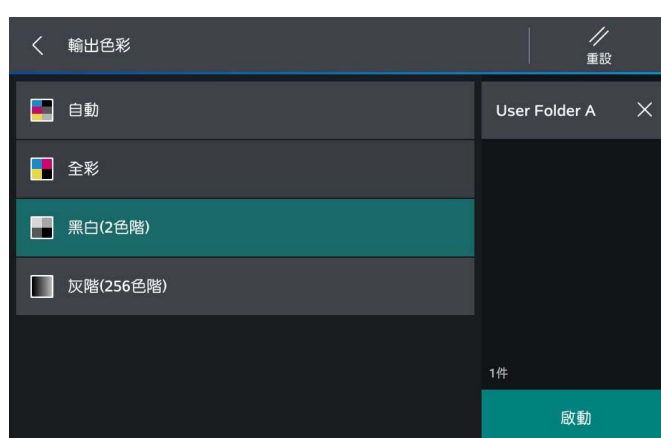 輸出色彩
重設
自動
User Folder A
全彩
黑白(2色階)
灰階(256色階)
1件
啟動